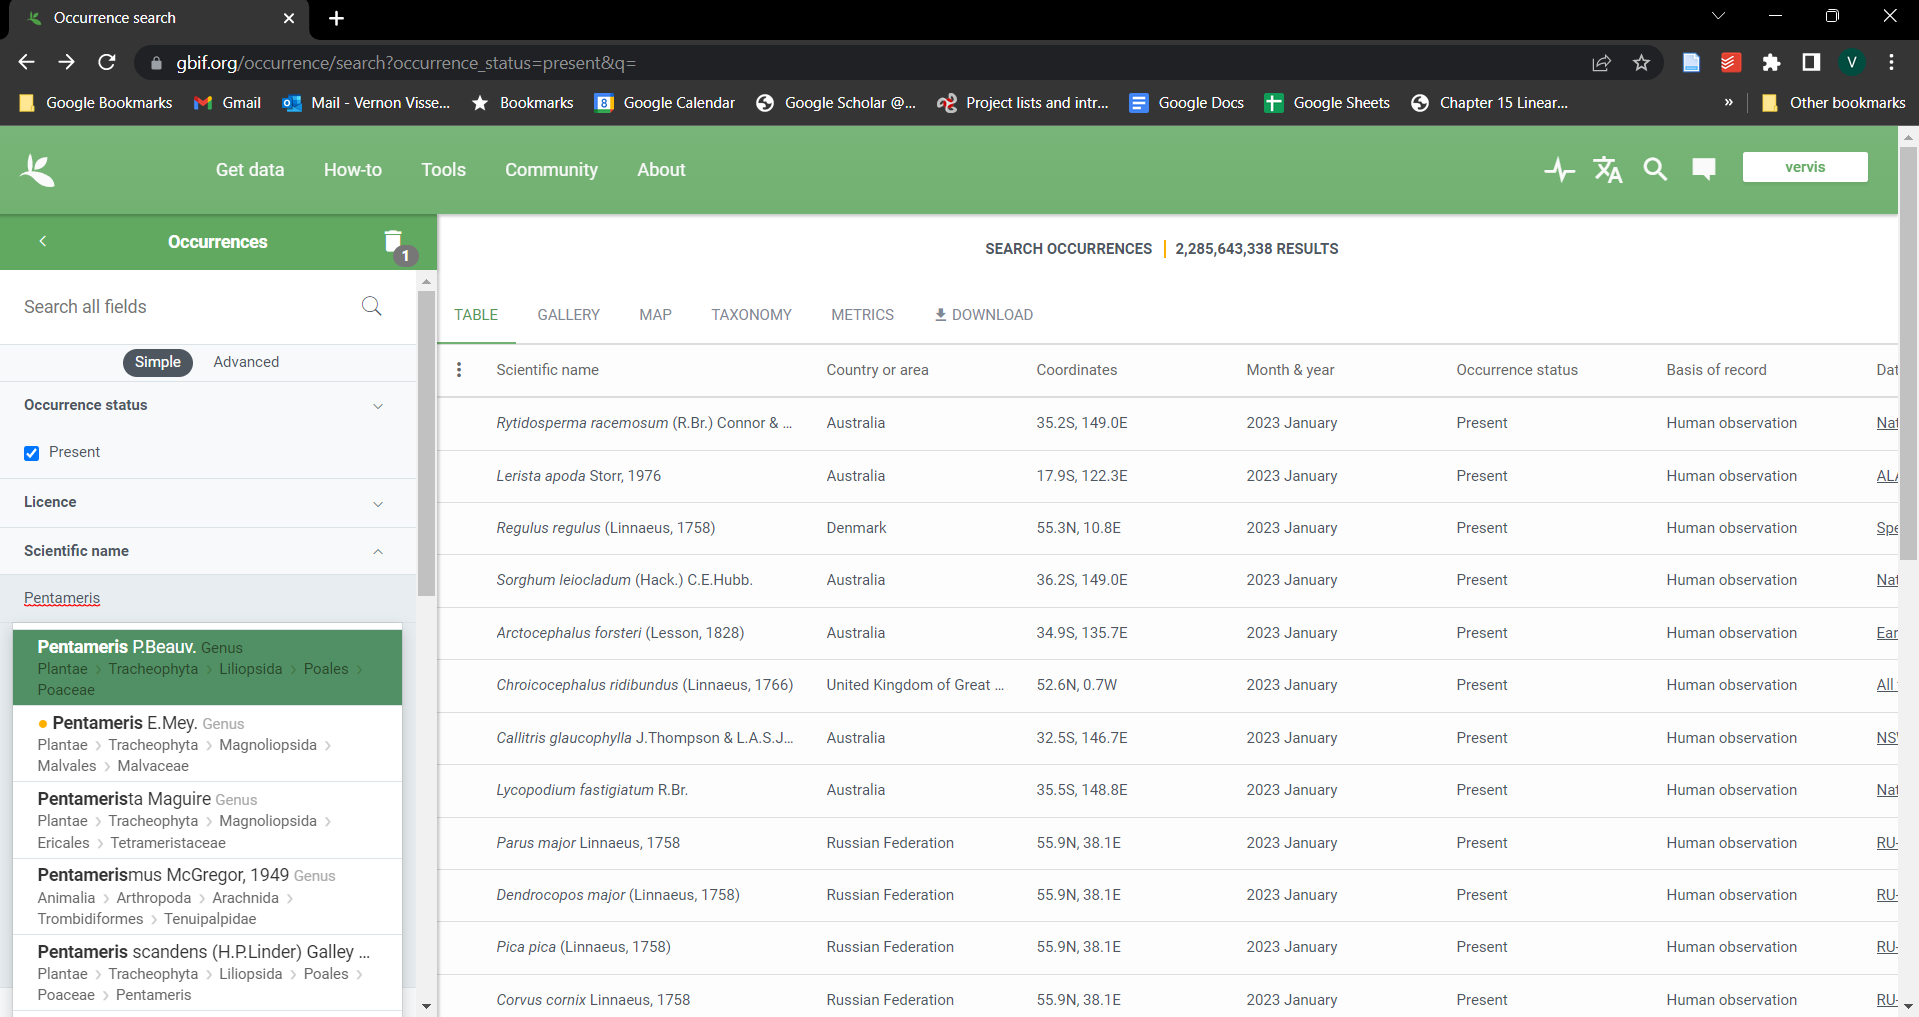 Occurrence search
gbif.org/occurrence/search?occurrence_status=present&q=
V
Google Bookmarks Gmail Mail - Vernon Visse... Bookmarks 8 Google Calendar Google Scholar @... Project lists and intr... Google Docs Google Sheets Chapter 15 Linear... » Other bookmarks
Get data How-to Tools Community About vervis
Occurrences 1
SEARCH OCCURRENCES | 2,285,643,338 RESULTS
Search all fields
TABLE GALLERY MAP TAXONOMY METRICS DOWNLOAD
Simple Advanced
Occurrence status
Present
Licence
Scientific name
Pentameris
Pentameris P.Beauv. Genus
Plantae > Tracheophyta > Liliopsida > Poales >
Poaceae
Pentameris E.Mey. Genus
Plantae > Tracheophyta > Magnoliopsida >
Malvales > Malvaceae
Pentamerista Maguire Genus
Plantae > Tracheophyta > Magnoliopsida >
Ericales > Tetrameristaceae
Pentamerismus McGregor, 1949 Genus
Animalia > Arthropoda > Arachnida >
Trombidiformes > Tenuipalpidae
Pentameris scandens (H.P.Linder) Galley ...
Plantae > Tracheophyta > Liliopsida > Poales >
Poaceae > Pentameris
Scientific name Country or area Coordinates Month & year Occurrence status Basis of record Dat
Rytidosperma racemosum (R.Br.) Connor & ... Australia 35.2S, 149.0E 2023 January Present Human observation Nat
Lerista apoda Storr, 1976 Australia 17.9S, 122.3E 2023 January Present Human observation ALA
Regulus regulus (Linnaeus, 1758) Denmark 55.3N, 10.8E 2023 January Present Human observation Spe
Sorghum leiocladum (Hack.) C.E.Hubb. Australia 36.2S, 149.0E 2023 January Present Human observation Nat
Arctocephalus forsteri (Lesson, 1828) Australia 34.9S, 135.7E 2023 January Present Human observation Ear
Chroicocephalus ridibundus (Linnaeus, 1766) United Kingdom of Great ... 52.6N, 0.7W 2023 January Present Human observation All
Callitris glaucophylla J.Thompson & L.A.S.J... Australia 32.5S, 146.7E 2023 January Present Human observation NS
Lycopodium fastigiatum R.Br. Australia 35.5S, 148.8E 2023 January Present Human observation Nat
Parus major Linnaeus, 1758 Russian Federation 55.9N, 38.1E 2023 January Present Human observation RU-
Dendrocopos major (Linnaeus, 1758) Russian Federation 55.9N, 38.1E 2023 January Present Human observation RU-
Pica pica (Linnaeus, 1758) Russian Federation 55.9N, 38.1E 2023 January Present Human observation RU-
Corvus cornix Linnaeus, 1758 Russian Federation 55.9N, 38.1E 2023 January Present Human observation RU-